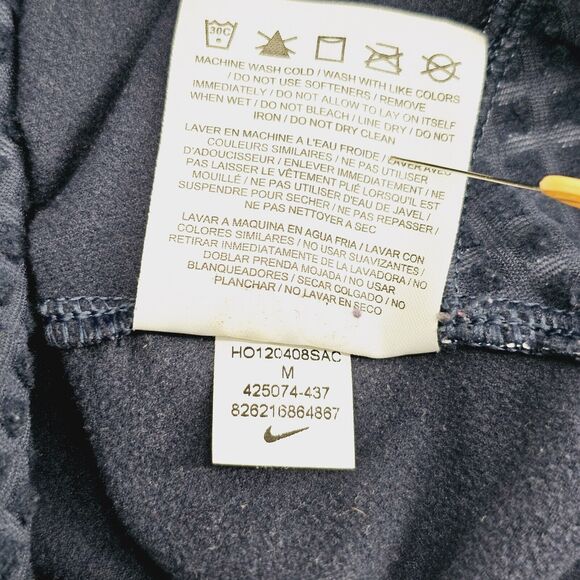 30C
MACHINE WASH COLD / WASH WITH LIKE COLORS
/ DO NOT USE SOFTENERS / REMOVE
IMMEDIATELY / DO NOT ALLOW TO LAY ON ITSELF
WHEN WET / DO NOT BLEACH / LINE DRY / DO NOT
IRON / DO NOT DRY CLEAN
LAVER EN MACHINE A L'EAU FROIDE / LAVER AVEC
COULEURS SIMILAIRES / NE PAS UTILISER
D'ADOUCISSEUR / ENLEVER IMMEDIATEMENT / NE
PAS LAISSER LE VÊTEMENT PLIÉ LORSQU'IL EST
MOUILLÉ / NE PAS UTILISER D'EAU DE JAVEL /
SUSPENDRE POUR SECHER / NE PAS REPASSER /
NE PAS NETTOYER A SEC
LAVAR A MAQUINA EN AGUA FRIA / LAVAR CON
COLORES SIMILARES / NO USAR SUAVIZANTES /
RETIRAR INMEDIATAMENTE DE LA LAVADORA / NO
DOBLAR PRENDA MOJADA / NO USAR
BLANQUEADORES / SECAR COLGADO / NO
PLANCHAR / NO LAVAR EN SECO
HO120408SAC
M
425074-437
826216864867